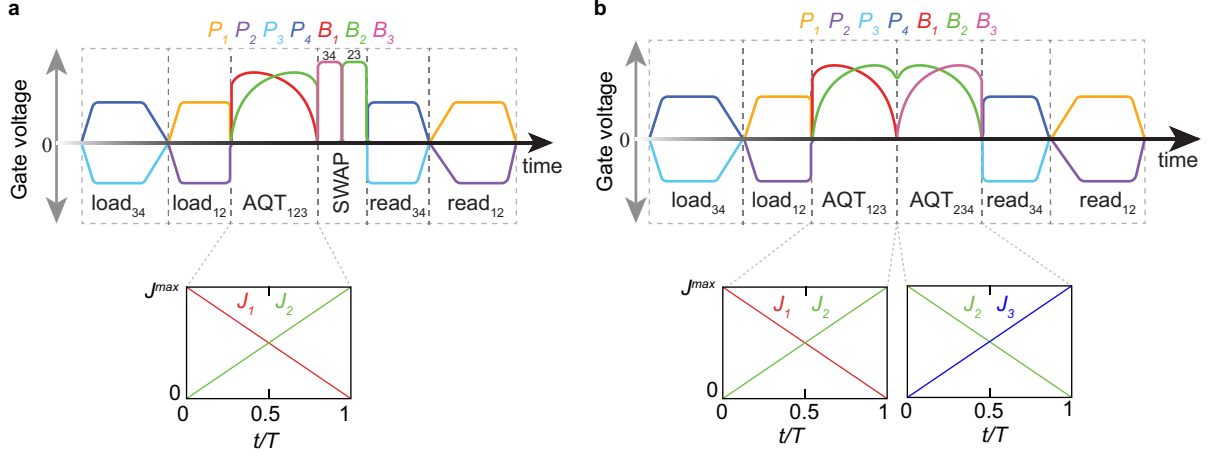 a
P1 P2 P3 P4 B1 B2 B3
Gate voltage
0
34 23
time
load34 load12 AQT123 SWAP read34 read12
Jmax
J1 J2
0
0 0.5 1
t/T
b
P1 P2 P3 P4 B1 B2 B3
Gate voltage
0
time
load34 load12 AQT123 AQT234 read34 read12
Jmax
J1 J2
0
0 0.5 1
t/T
J2 J3
0 0.5 1
t/T